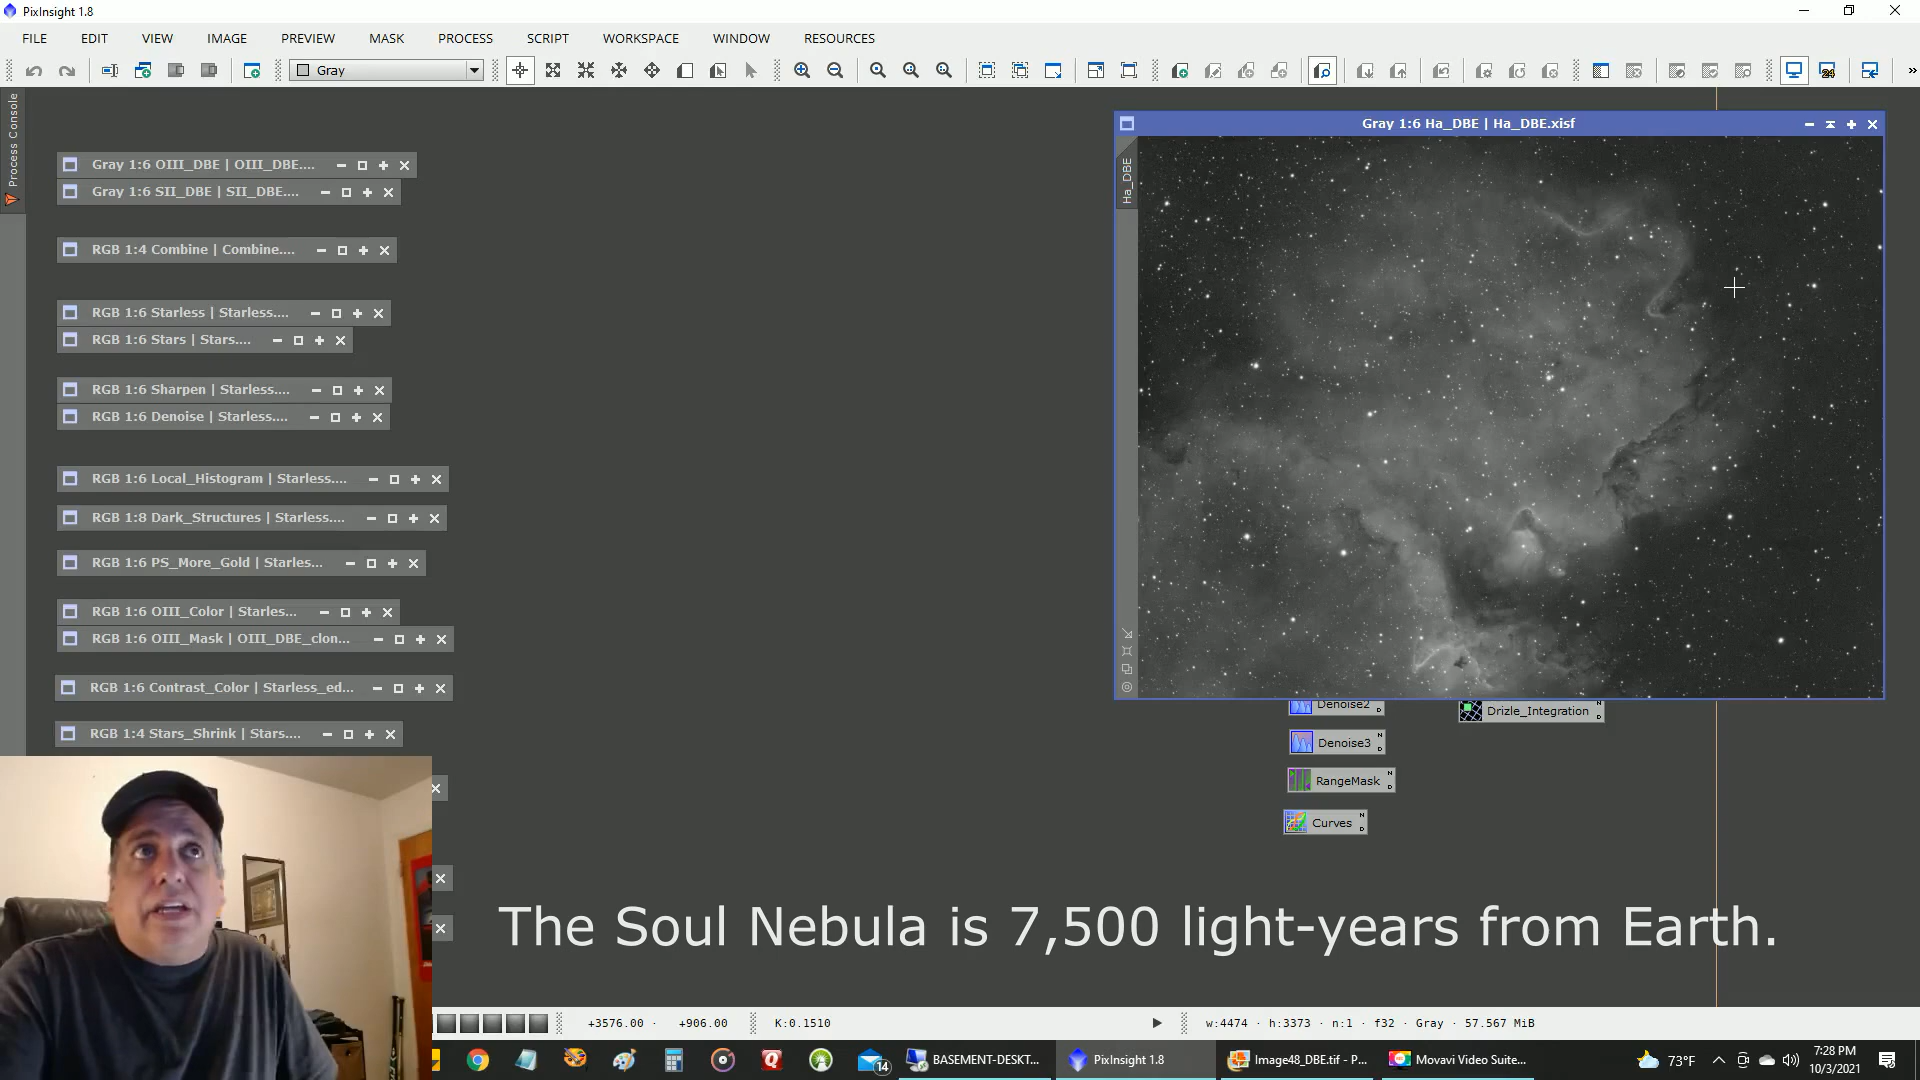 PixInsight 1.8
FILE EDIT VIEW IMAGE PREVIEW MASK PROCESS SCRIPT WORKSPACE WINDOW RESOURCES
Gray
24
Process Console
Gray 1:6 Ha_DBE | Ha_DBE.xisf
Ha_DBE
Gray 1:6 OIII_DBE | OIII_DBE....
Gray 1:6 SII_DBE | SII_DBE....
RGB 1:4 Combine | Combine....
RGB 1:6 Starless | Starless....
RGB 1:6 Stars | Stars....
RGB 1:6 Sharpen | Starless....
RGB 1:6 Denoise | Starless....
RGB 1:6 Local_Histogram | Starless....
RGB 1:8 Dark_Structures | Starless....
RGB 1:6 PS_More_Gold | Starles...
RGB 1:6 OIII_Color | Starles...
RGB 1:6 OIII_Mask | OIII_DBE_clon...
RGB 1:6 Contrast_Color | Starless_ed...
RGB 1:4 Stars_Shrink | Stars....
Denoise2 N D
Drizle_Integration N D
Denoise3 N D
RangeMask N D
Curves N D
The Soul Nebula is 7,500 light-years from Earth.
+3576.00 · +906.00 K:0.1510 w:4474 · h:3373 · n:1 · f32 · Gray · 57.567 MiB
14 BASEMENT-DESKT... PixInsight 1.8 Image48_DBE.tif - P... Movavi Video Suite... 73°F 7:28 PM
10/3/2021